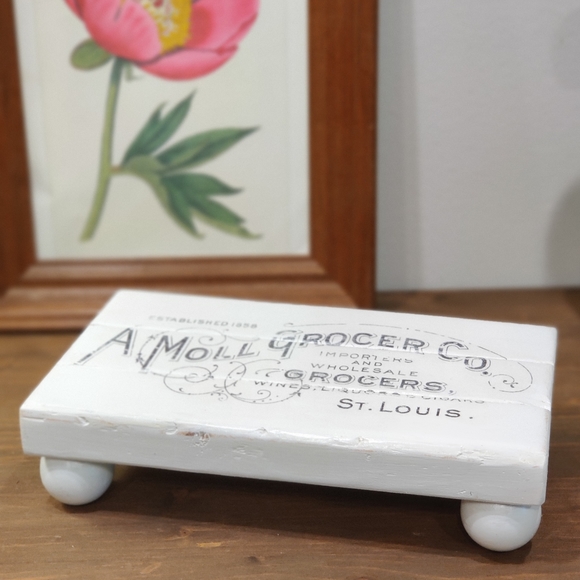 ESTABLISHED 1858
A MOLL GROCER CO.
IMPORTERS
AND
WHOLESALE
GROCERS.
WINES, LIQUORS & CIGARS
ST. LOUIS.